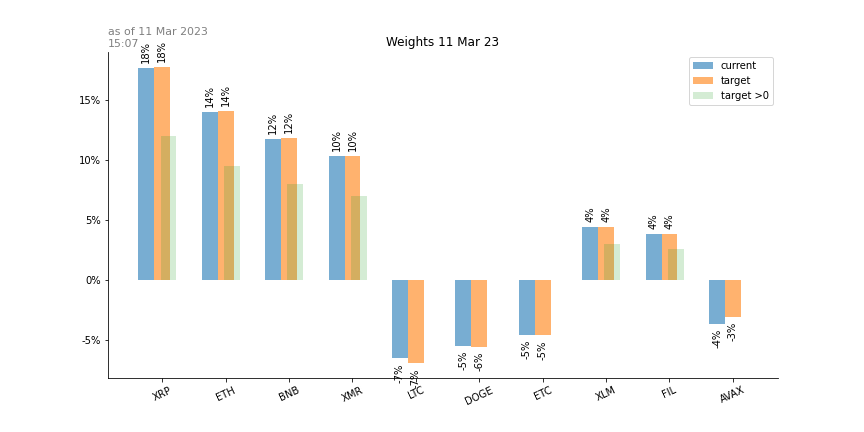 as of 11 Mar 2023
15:07
Weights 11 Mar 23
current
target
target >0
15%
10%
5%
0%
-5%
18%
18%
14%
14%
12%
12%
10%
10%
-7%
-7%
-5%
-6%
-5%
-5%
4%
4%
4%
4%
-4%
-3%
XRP
ETH
BNB
XMR
LTC
DOGE
ETC
XLM
FIL
AVAX